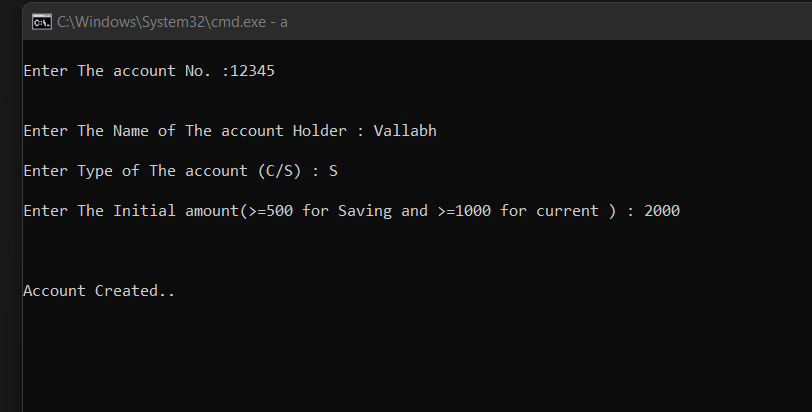 C:\Windows\System32\cmd.exe - a
Enter The account No. :12345
Enter The Name of The account Holder : Vallabh
Enter Type of The account (C/S) : S
Enter The Initial amount(>=500 for Saving and >=1000 for current ) : 2000
Account Created..